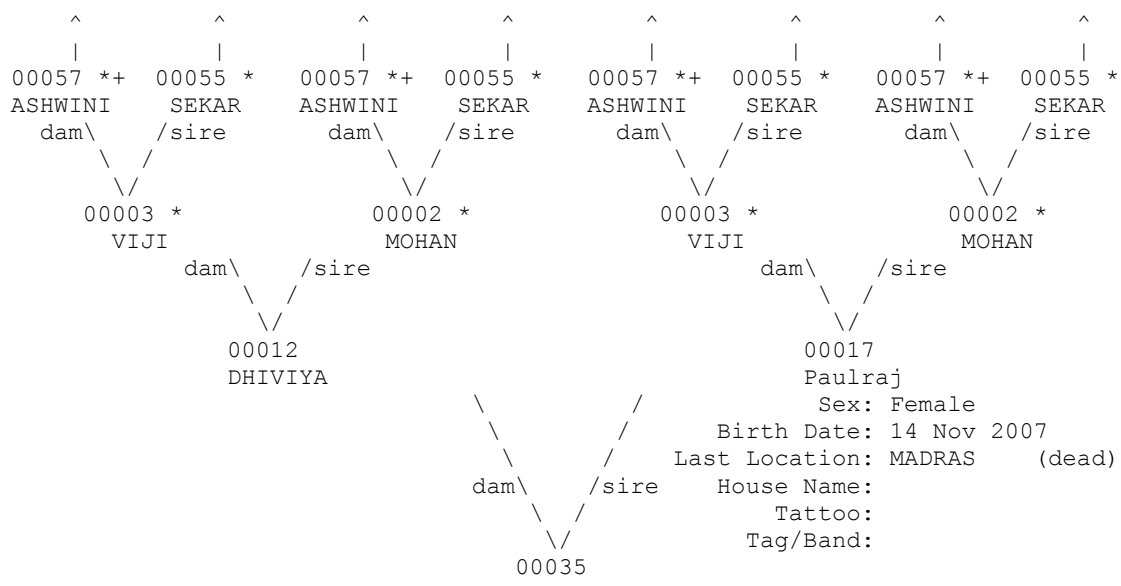 ^ ^ ^ ^ ^ ^ ^ ^
| | | | | | | |
00057 *+ 00055 * 00057 *+ 00055 * 00057 *+ 00055 * 00057 *+ 00055 *
ASHWINI SEKAR ASHWINI SEKAR ASHWINI SEKAR ASHWINI SEKAR
dam\ /sire dam\ /sire dam\ /sire dam\ /sire
\ / \ / \ / \ /
\/ \/ \/ \/
00003 * 00002 * 00003 * 00002 *
VIJI MOHAN VIJI MOHAN
dam\ /sire dam\ /sire
\ / \ /
\/ \/
00012 00017
DHIVIYA Paulraj
\ / Sex: Female
\ / Birth Date: 14 Nov 2007
\ / Last Location: MADRAS (dead)
dam\ /sire House Name:
\ / Tattoo:
\/ Tag/Band:
00035